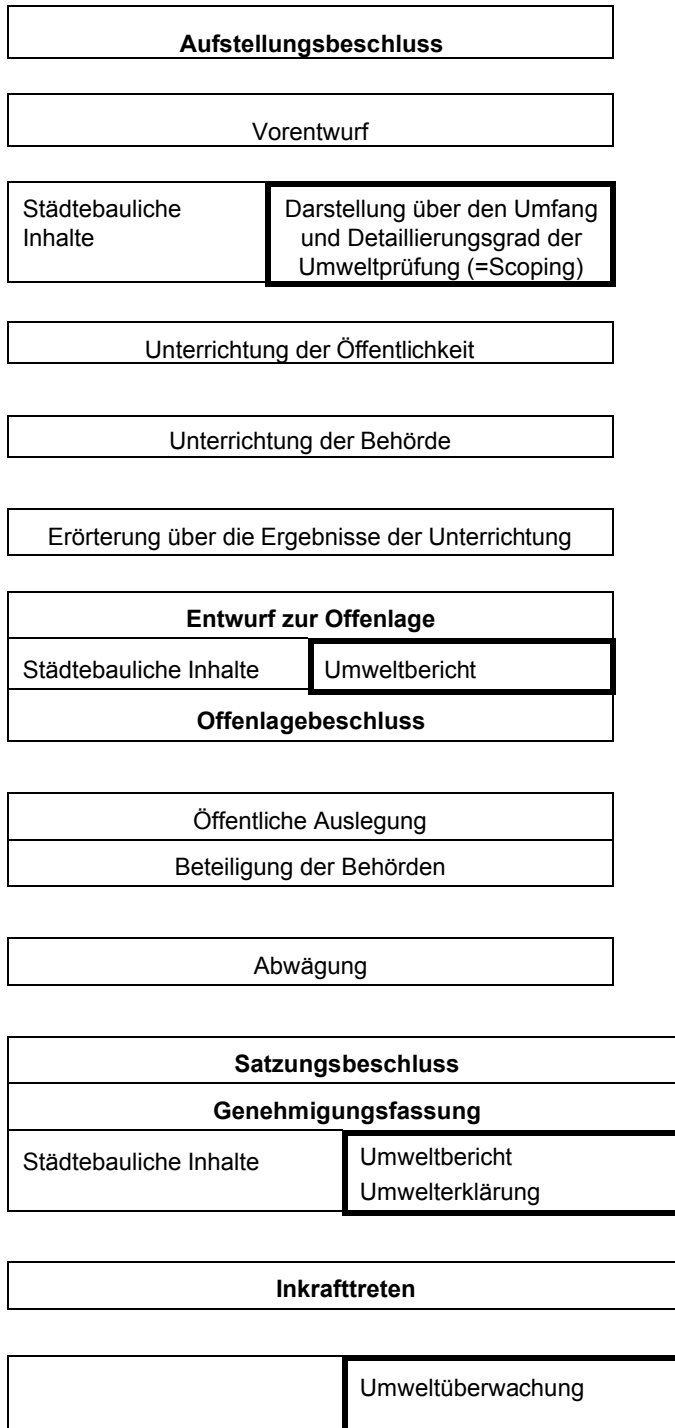 Aufstellungsbeschluss
Vorentwurf
Städtebauliche
Inhalte
Darstellung über den Umfang
und Detaillierungsgrad der
Umweltprüfung (=Scoping)
Unterrichtung der Öffentlichkeit
Unterrichtung der Behörde
Erörterung über die Ergebnisse der Unterrichtung
Entwurf zur Offenlage
Städtebauliche Inhalte
Umweltbericht
Offenlagebeschluss
Öffentliche Auslegung
Beteiligung der Behörden
Abwägung
Satzungsbeschluss
Genehmigungsfassung
Städtebauliche Inhalte
Umweltbericht
Umwelterklärung
Inkrafttreten
Umweltüberwachung